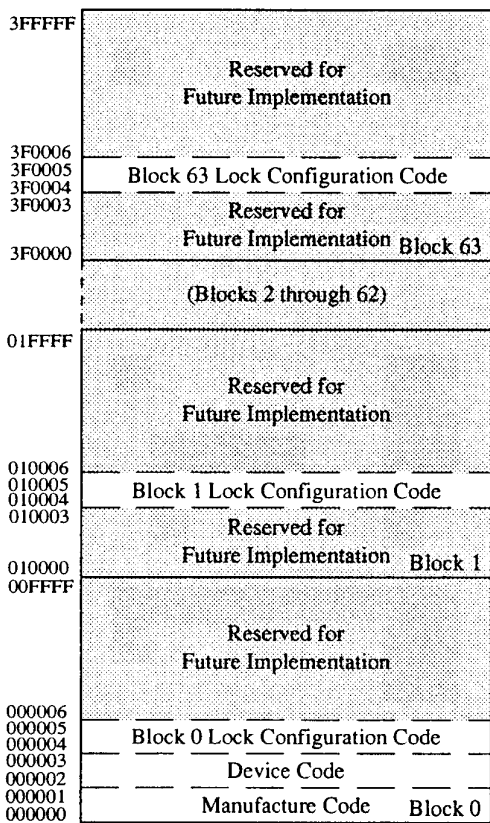 3FFFFF
Reserved for
Future Implementation
3F0006
3F0005
Block 63 Lock Configuration Code
3F0004
3F0003
Reserved for
Future Implementation
Block 63
3F0000
(Blocks 2 through 62)
01FFFF
Reserved for
Future Implementation
010006
010005
Block 1 Lock Configuration Code
010004
010003
Reserved for
Future Implementation
Block 1
010000
00FFFF
Reserved for
Future Implementation
000006
000005
Block 0 Lock Configuration Code
000004
000003
Device Code
000002
000001
Manufacture Code
Block 0
000000